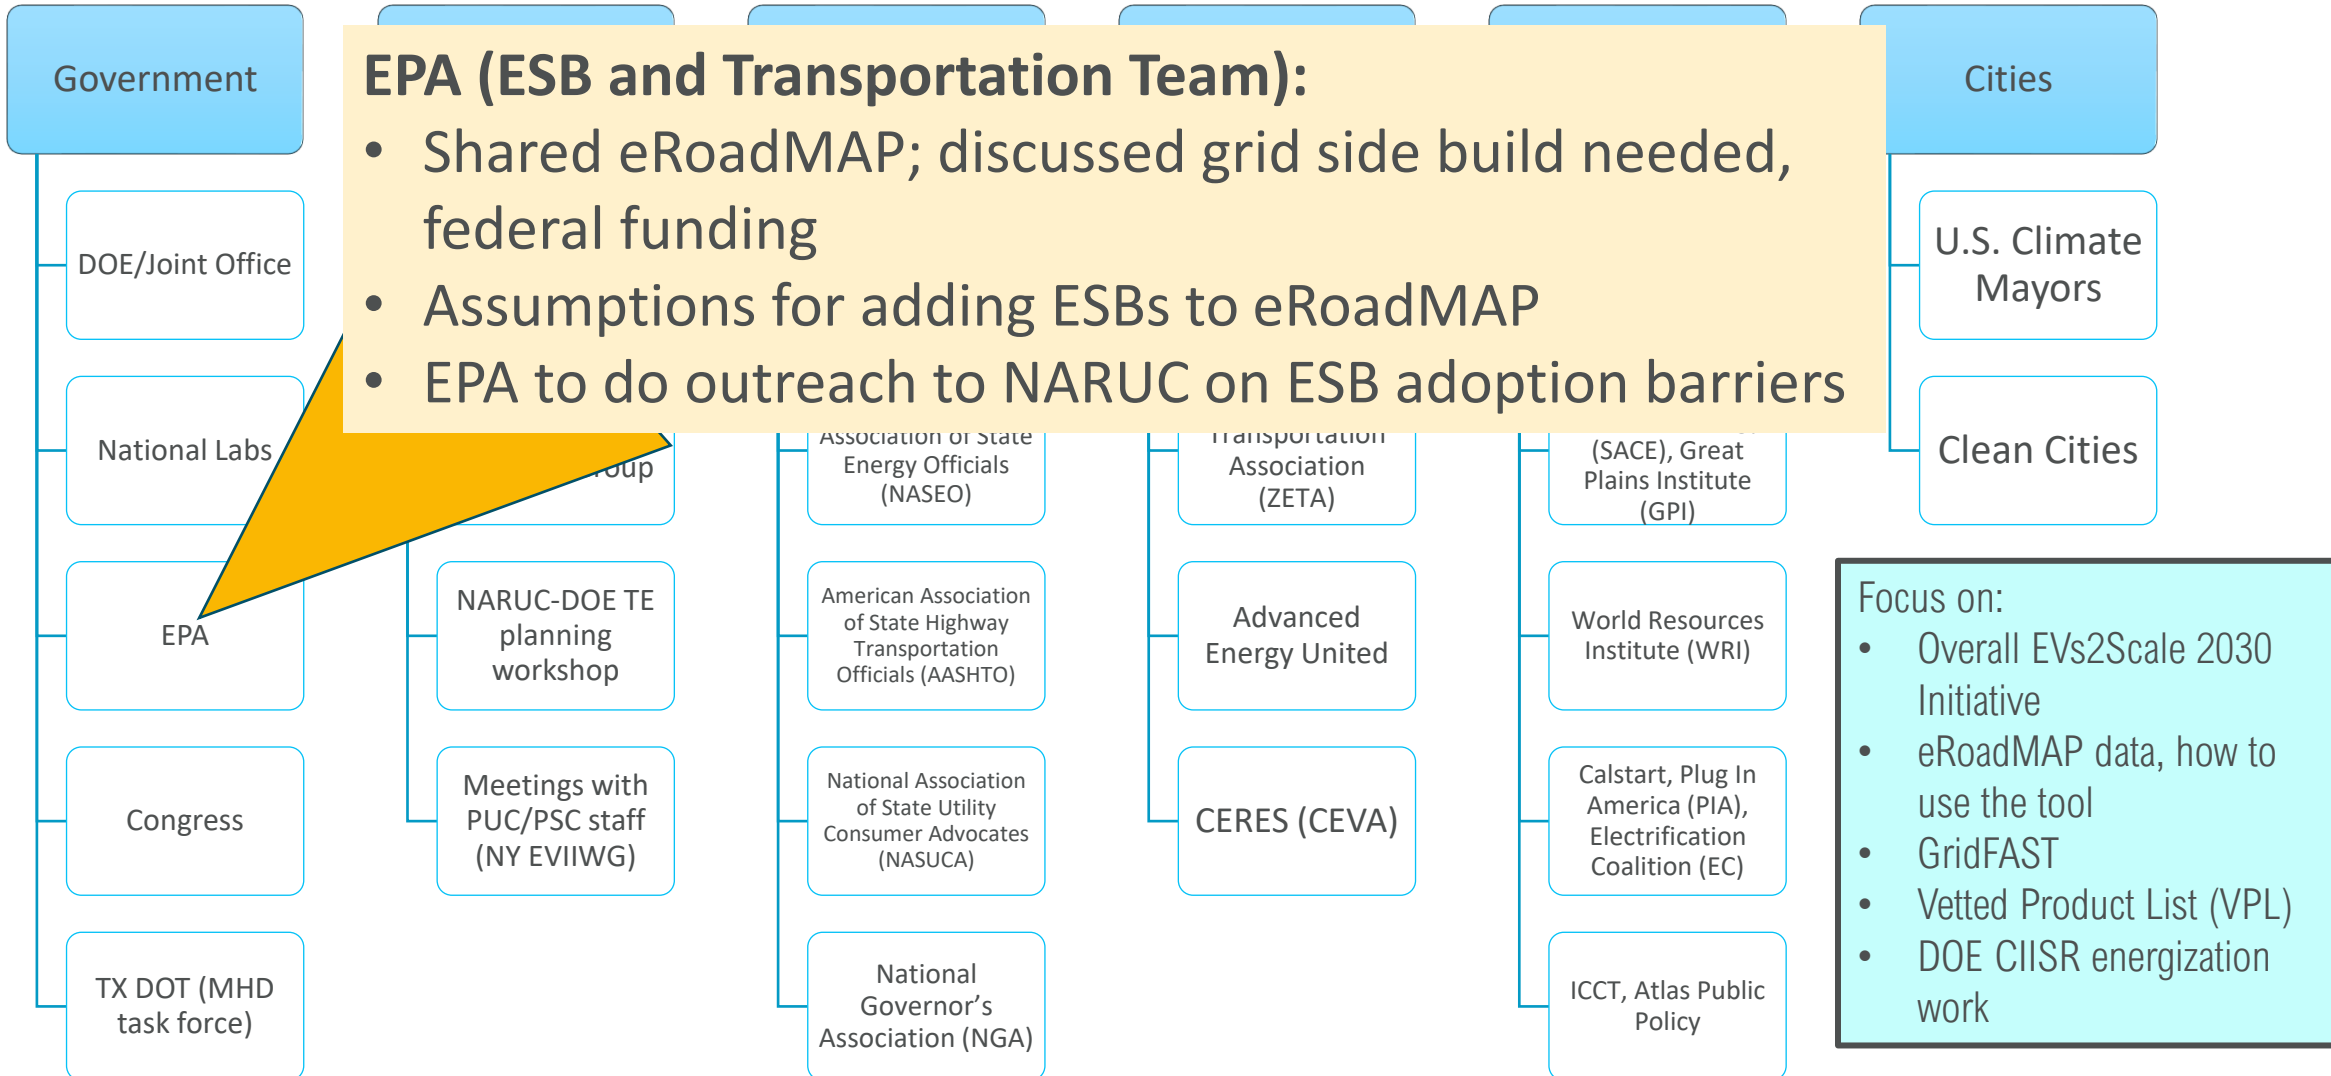 Government
EPA (ESB and Transportation Team):
• Shared eRoadMAP; discussed grid side build needed,
federal funding
• Assumptions for adding ESBs to eRoadMAP
• EPA to do outreach to NARUC on ESB adoption barriers
Cities
DOE/Joint Office
National Labs
EPA
Congress
TX DOT (MHD
task force)
NARUC-DOE TE
planning
workshop
Meetings with
PUC/PSC staff
(NY EVIIWG)
Association of State
Energy Officials
(NASEO)
American Association
of State Highway
Transportation
Officials (AASHTO)
National Association
of State Utility
Consumer Advocates
(NASUCA)
National
Governor’s
Association (NGA)
Transportation
Association
(ZETA)
Advanced
Energy United
CERES (CEVA)
(SACE), Great
Plains Institute
(GPI)
World Resources
Institute (WRI)
Calstart, Plug In
America (PIA),
Electrification
Coalition (EC)
ICCT, Atlas Public
Policy
U.S. Climate
Mayors
Clean Cities
Focus on:
• Overall EVs2Scale 2030
Initiative
• eRoadMAP data, how to
use the tool
• GridFAST
• Vetted Product List (VPL)
• DOE CIISR energization
work